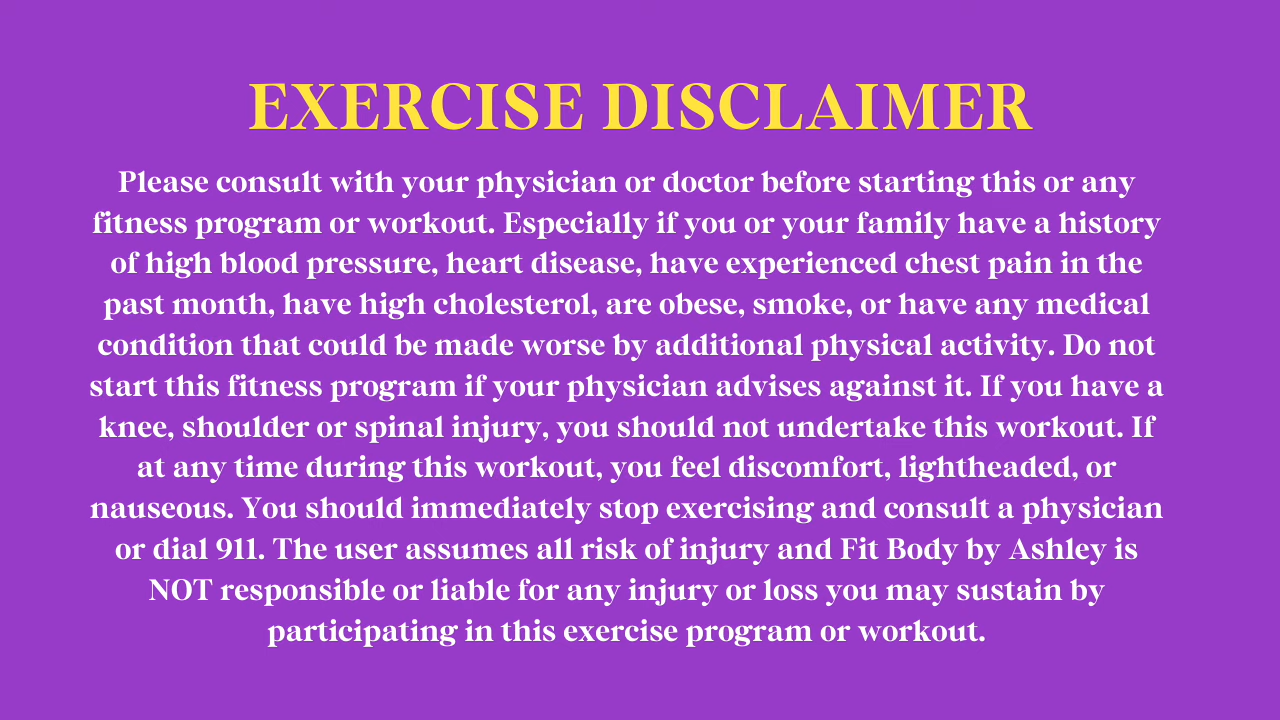 EXERCISE DISCLAIMER
Please consult with your physician or doctor before starting this or any
fitness program or workout. Especially if you or your family have a history
of high blood pressure, heart disease, have experienced chest pain in the
past month, have high cholesterol, are obese, smoke, or have any medical
condition that could be made worse by additional physical activity. Do not
start this fitness program if your physician advises against it. If you have a
knee, shoulder or spinal injury, you should not undertake this workout. If
at any time during this workout, you feel discomfort, lightheaded, or
nauseous. You should immediately stop exercising and consult a physician
or dial 911. The user assumes all risk of injury and Fit Body by Ashley is
NOT responsible or liable for any injury or loss you may sustain by
participating in this exercise program or workout.